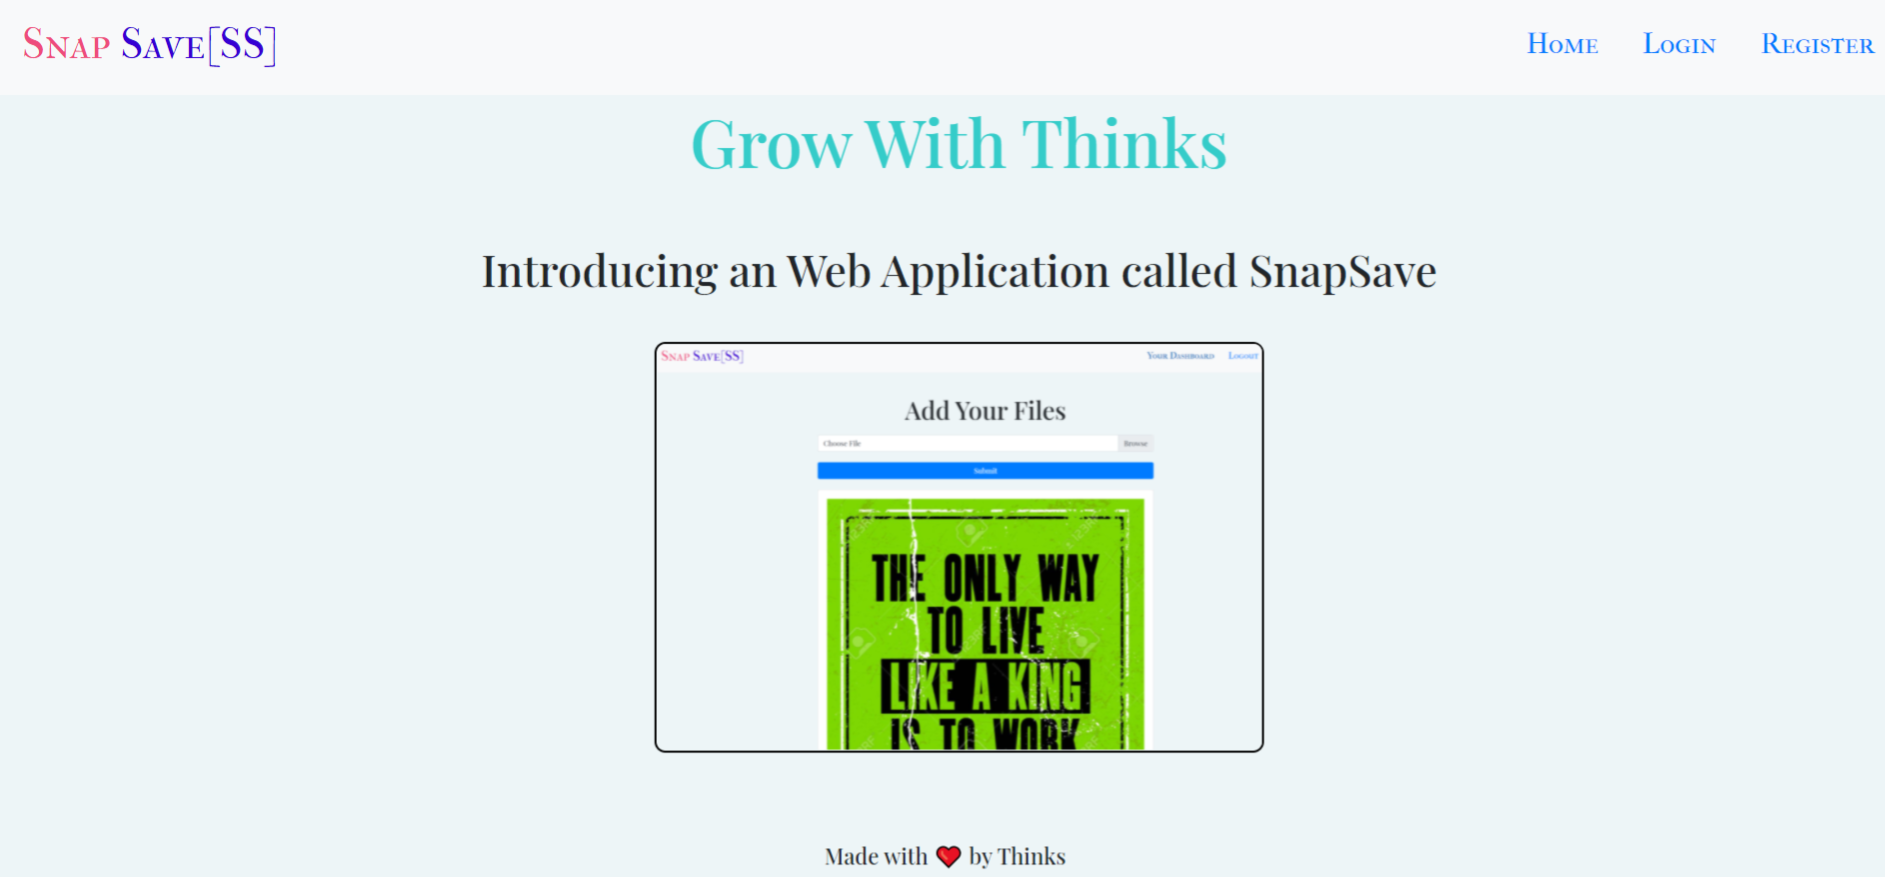 Snap Save[SS]
Home Login Register
Grow With Thinks
Introducing an Web Application called SnapSave
Snap Save[SS]
Your Dashboard Logout
Add Your Files
Choose File Browse
Submit
THE ONLY WAY
TO LIVE
LIKE A KING
IS TO WORK
Made with ❤ by Thinks